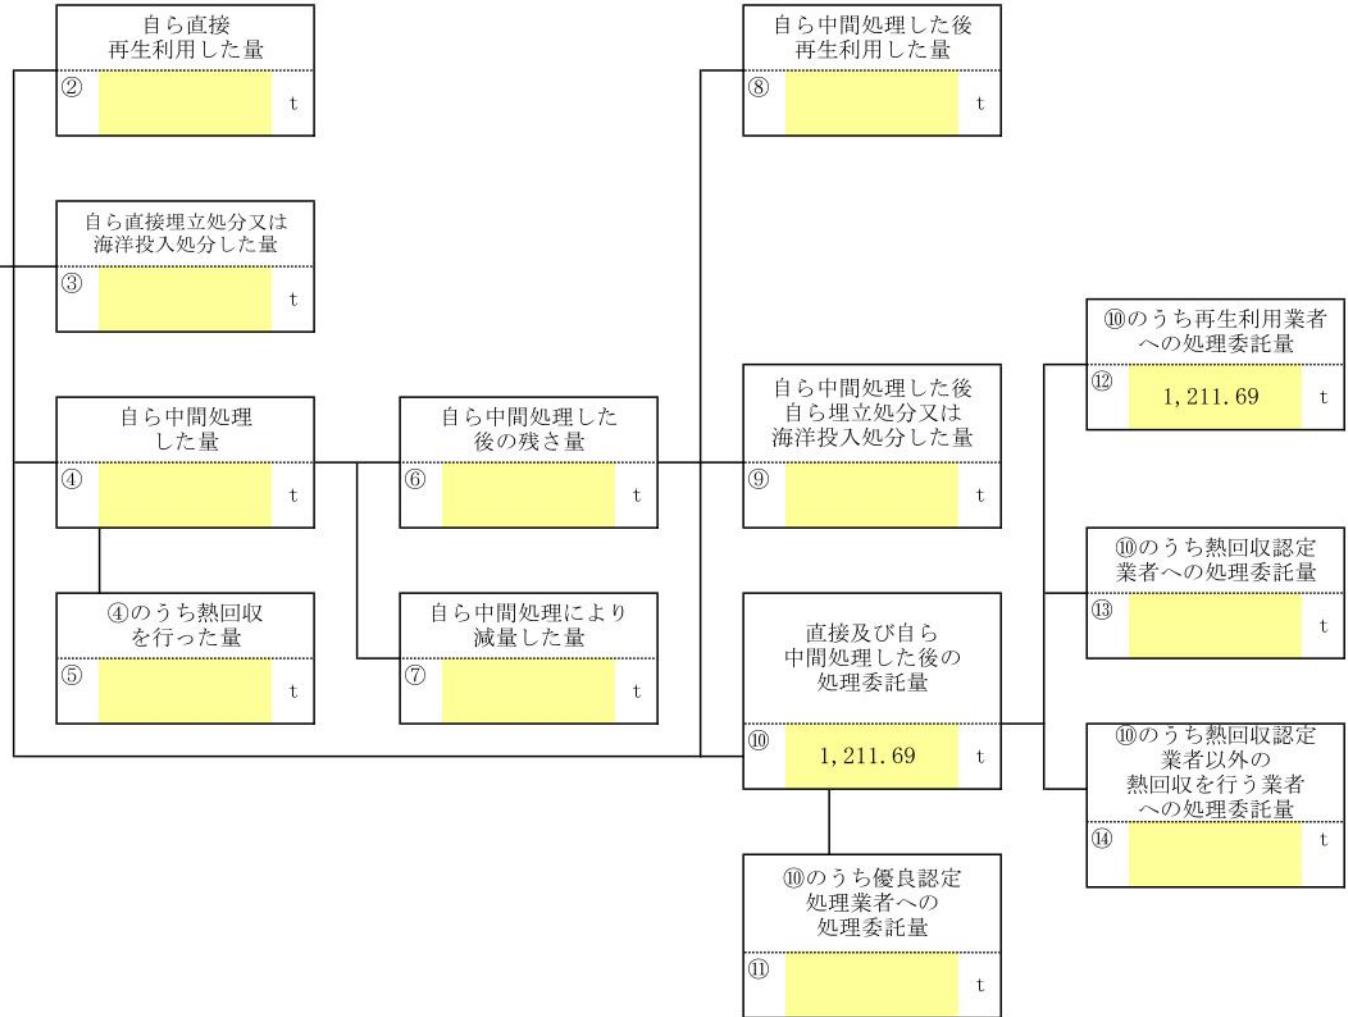 自ら直接
再生利用した量
②
t
自ら中間処理した後
再生利用した量
⑧
t
自ら直接埋立処分又は
海洋投入処分した量
③
t
⑩のうち再生利用業者
への処理委託量
⑫
1,211.69
t
自ら中間処理
した量
④
t
自ら中間処理した
後の残さ量
⑥
t
自ら中間処理した後
自ら埋立処分又は
海洋投入処分した量
⑨
t
⑩のうち熱回収認定
業者への処理委託量
⑬
t
④のうち熱回収
を行った量
⑤
t
自ら中間処理により
減量した量
⑦
t
直接及び自ら
中間処理した後の
処理委託量
⑩
1,211.69
t
⑩のうち熱回収認定
業者以外の
熱回収を行う業者
への処理委託量
⑭
t
⑩のうち優良認定
処理業者への
処理委託量
⑪
t